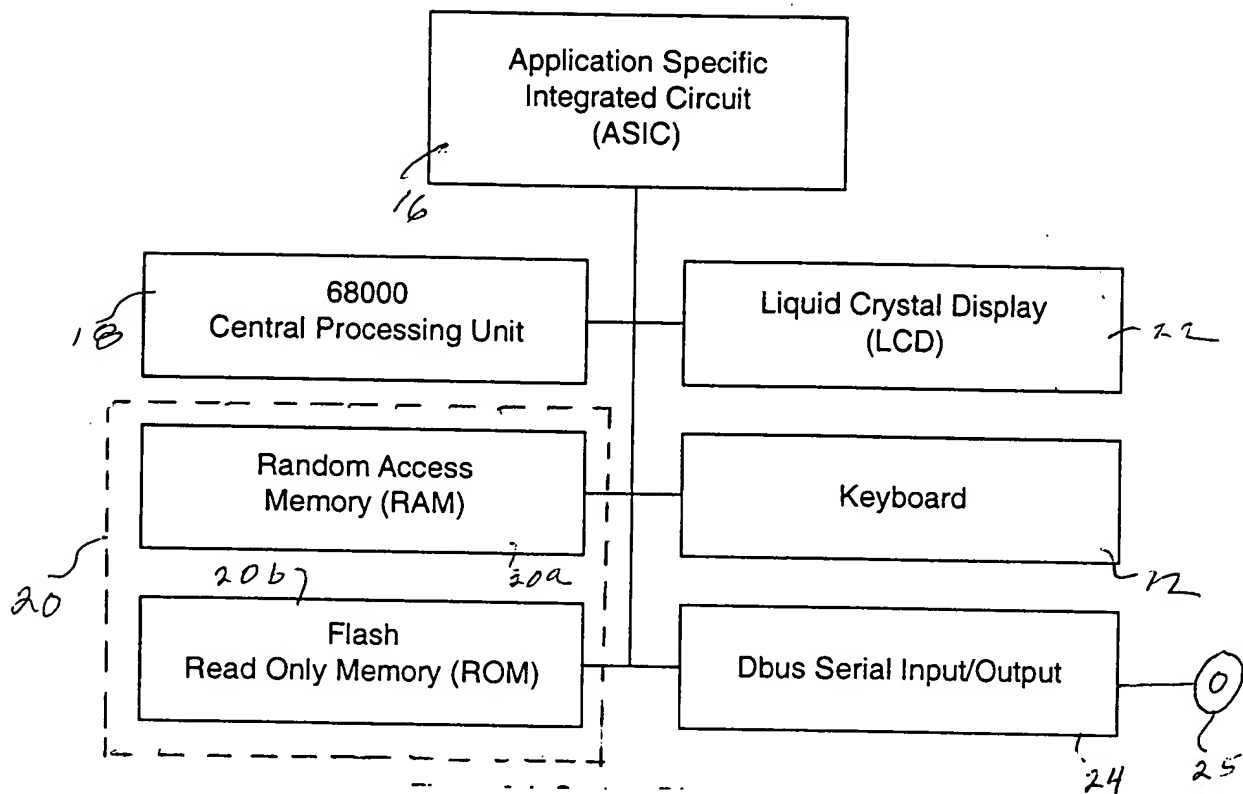 Application Specific
Integrated Circuit
(ASIC)
16
68000
Central Processing Unit
18
Liquid Crystal Display
(LCD)
22
Random Access
Memory (RAM)
20a
Keyboard
20
20b
Flash
Read Only Memory (ROM)
Dbus Serial Input/Output
24
25